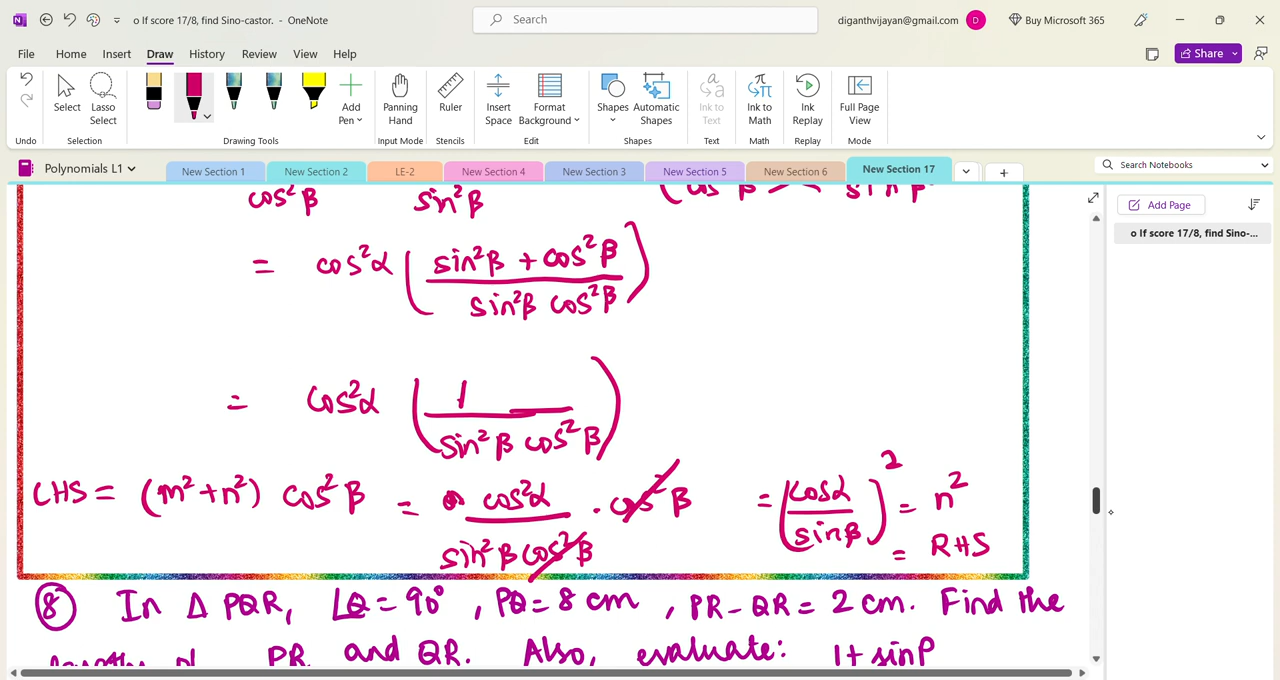 o If score 17/8, find Sino-castor. - OneNote
Search
diganthvijayan@gmail.com D
Buy Microsoft 365
File Home Insert Draw History Review View Help
Share
Undo
Select
Lasso Select
Selection
Drawing Tools
Add Pen
Panning Hand
Input Mode
Ruler
Stencils
Insert Space
Format Background
Edit
Shapes
Automatic Shapes
Shapes
Ink to Text
Text
Ink to Math
Math
Ink Replay
Replay
Full Page View
Mode
Polynomials L1
New Section 1 New Section 2 LE-2 New Section 4 New Section 3 New Section 5 New Section 6 New Section 17
Search Notebooks
Add Page
o If score 17/8, find Sino-...
cos²β sin²β
= cos²α ( (sin²β + cos²β) / (sin²β cos²β) )
= cos²α ( 1 / (sin²β cos²β) )
LHS = (m²+n²) cos²β = cos²α / (sin²β cos²β) · cos²β = (cosα / sinβ)² = n²
= RHS
⑧ In Δ PQR, ∠Q = 90°, PQ = 8 cm, PR - QR = 2 cm. Find the
PR and QR. Also, evaluate: 1 + sinP